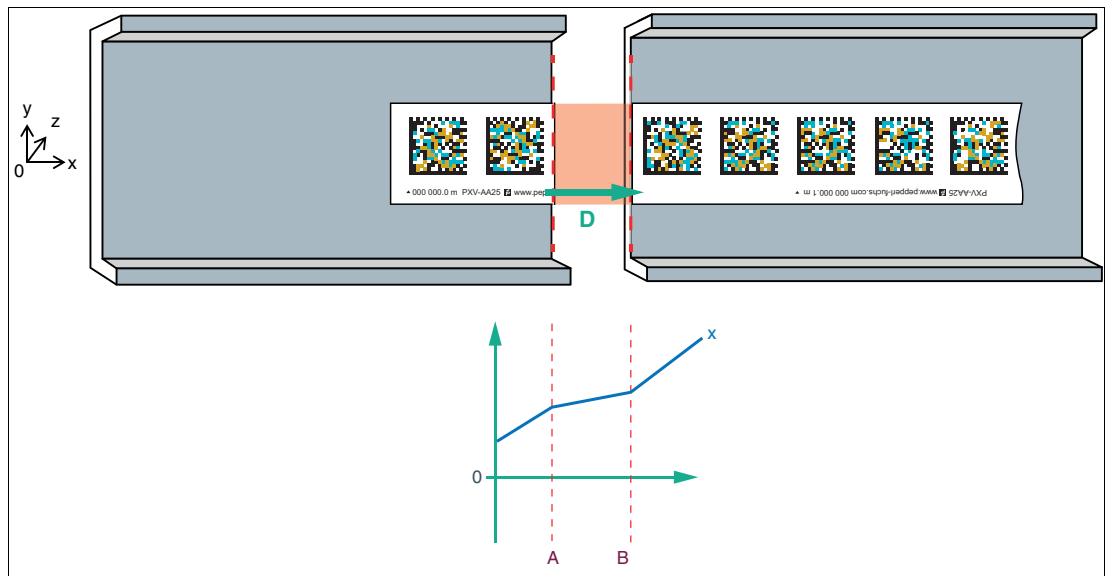 y
z
0
x
▲ 000 000.0 m PXV-AA25 www.pep
PXV-AA25 www.pepperl-fuchs.com 000 000.1 m ▲
D
x
0
A
B